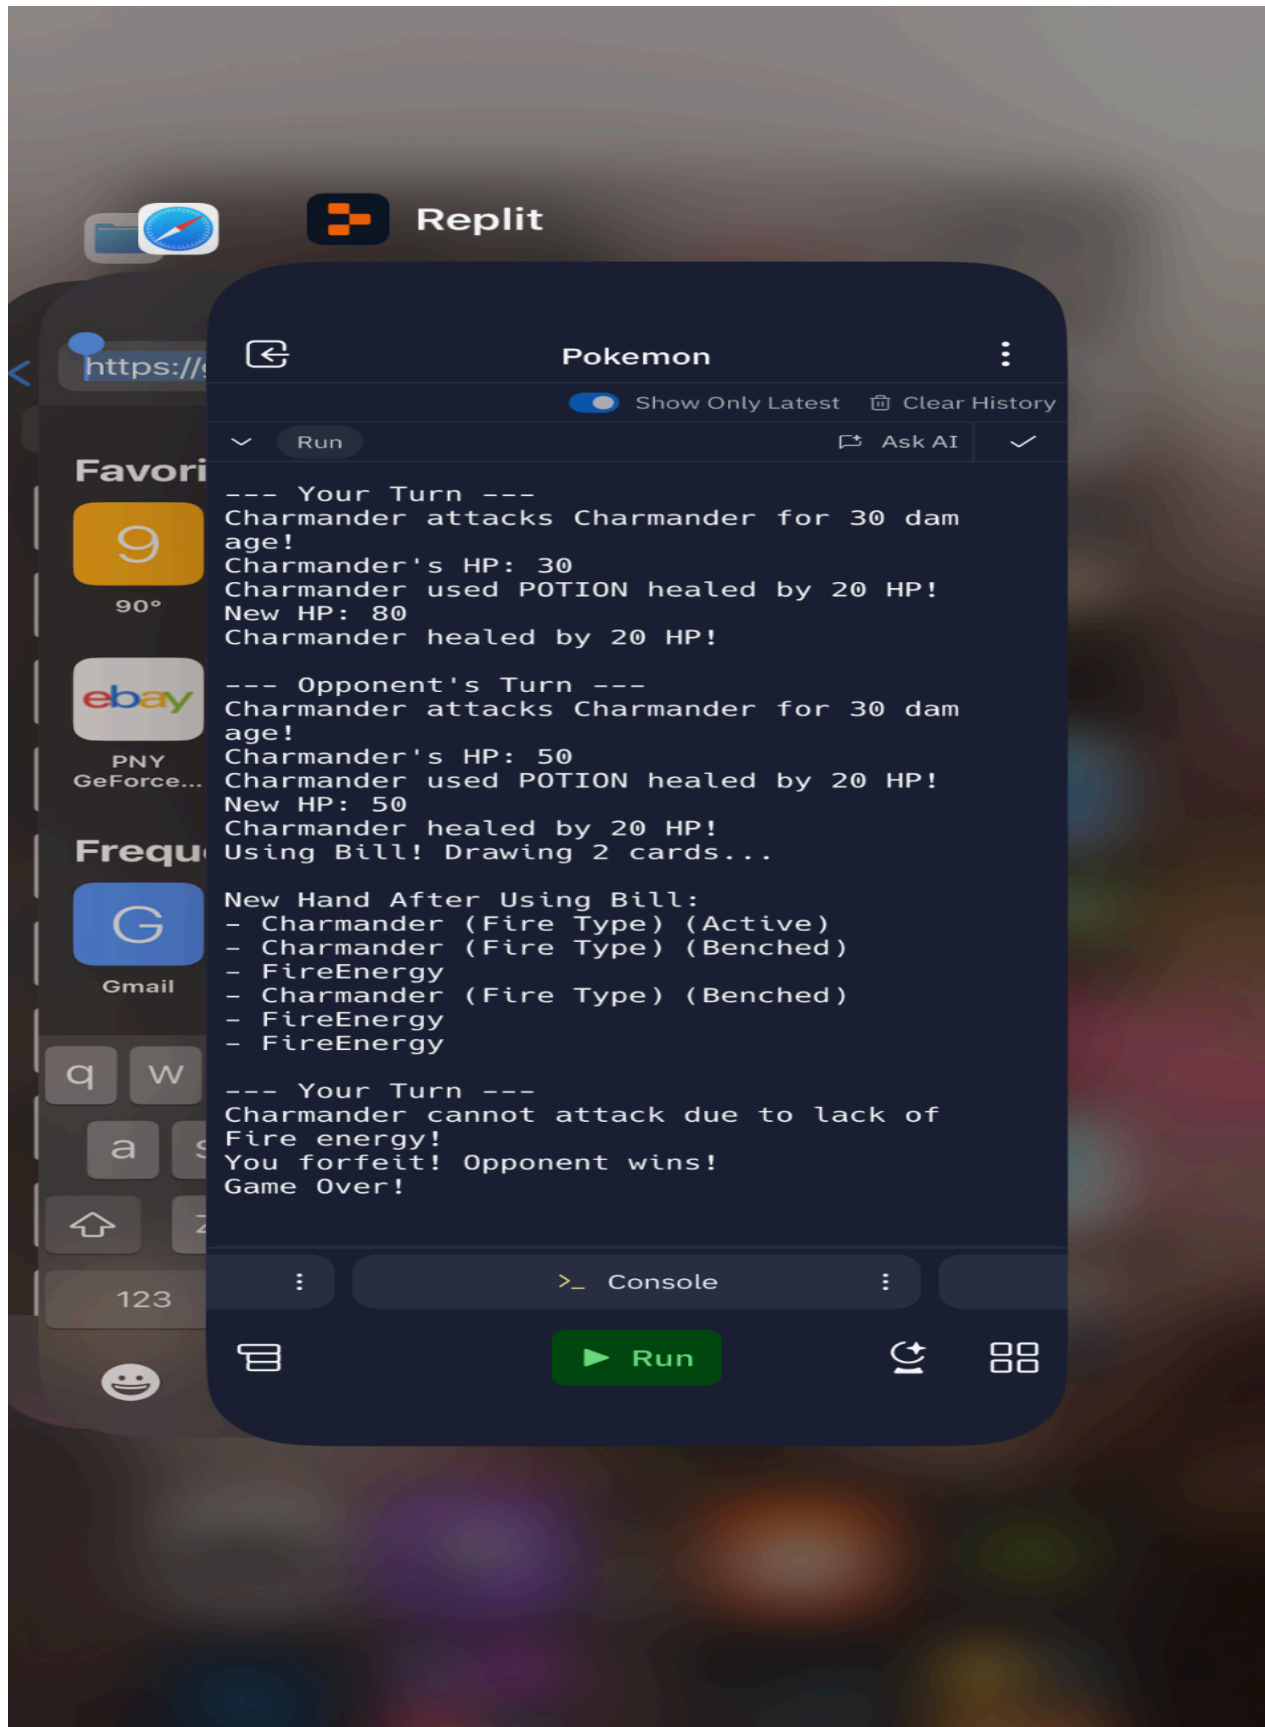 Replit
https://
Pokemon
Show Only Latest
Clear History
Run
Ask AI
Favori
9
90°
ebay
PNY
GeForce...
Frequ
G
Gmail
q w
a s
z
123
--- Your Turn ---
Charmander attacks Charmander for 30 dam
age!
Charmander's HP: 30
Charmander used POTION healed by 20 HP!
New HP: 80
Charmander healed by 20 HP!
--- Opponent's Turn ---
Charmander attacks Charmander for 30 dam
age!
Charmander's HP: 50
Charmander used POTION healed by 20 HP!
New HP: 50
Charmander healed by 20 HP!
Using Bill! Drawing 2 cards...
New Hand After Using Bill:
- Charmander (Fire Type) (Active)
- Charmander (Fire Type) (Benched)
- FireEnergy
- Charmander (Fire Type) (Benched)
- FireEnergy
- FireEnergy
--- Your Turn ---
Charmander cannot attack due to lack of
Fire energy!
You forfeit! Opponent wins!
Game Over!
>_ Console
Run